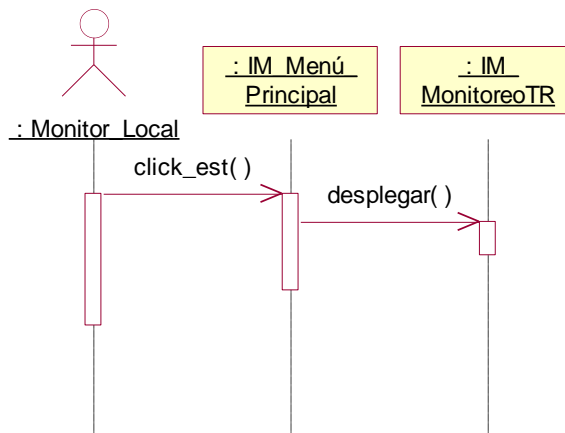 : IM_Menú_
Principal
: IM_
MonitoreoTR
: Monitor_Local
click_est( )
desplegar( )